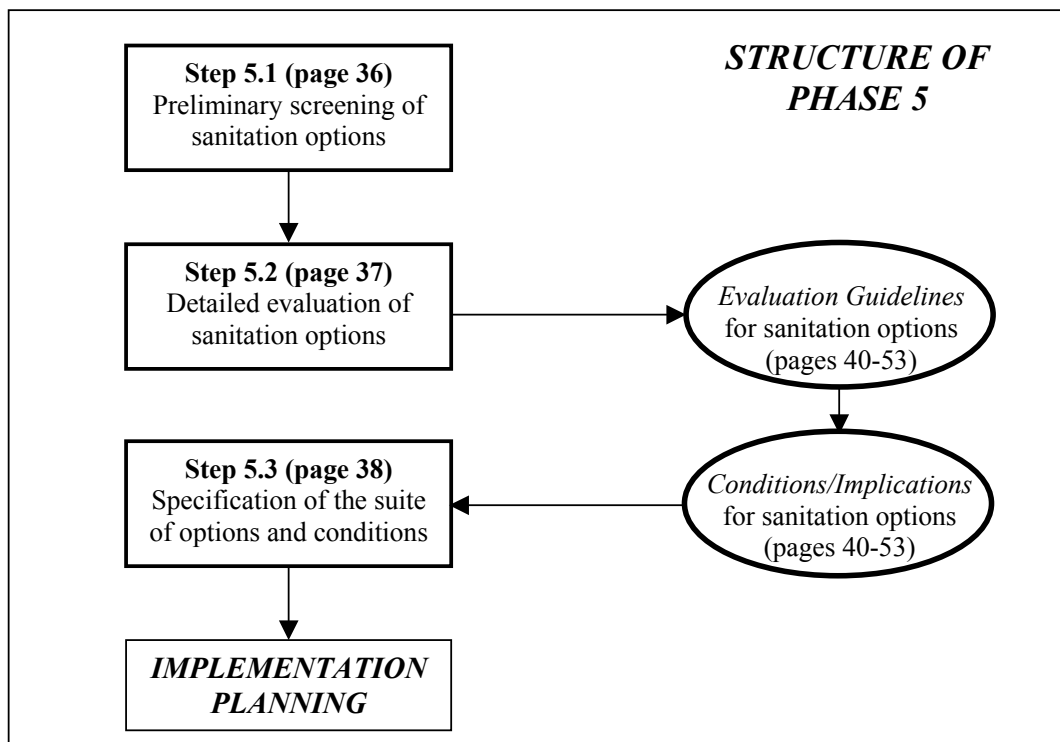 STRUCTURE OF
PHASE 5
Step 5.1 (page 36)
Preliminary screening of
sanitation options
Step 5.2 (page 37)
Detailed evaluation of
sanitation options
Evaluation Guidelines
for sanitation options
(pages 40-53)
Conditions/Implications
for sanitation options
(pages 40-53)
Step 5.3 (page 38)
Specification of the suite
of options and conditions
IMPLEMENTATION
PLANNING